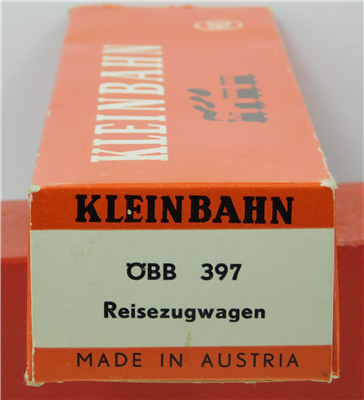 KLEINBAHN
KLEINBAHN
ÖBB 397
Reisezugwagen
MADE IN AUSTRIA